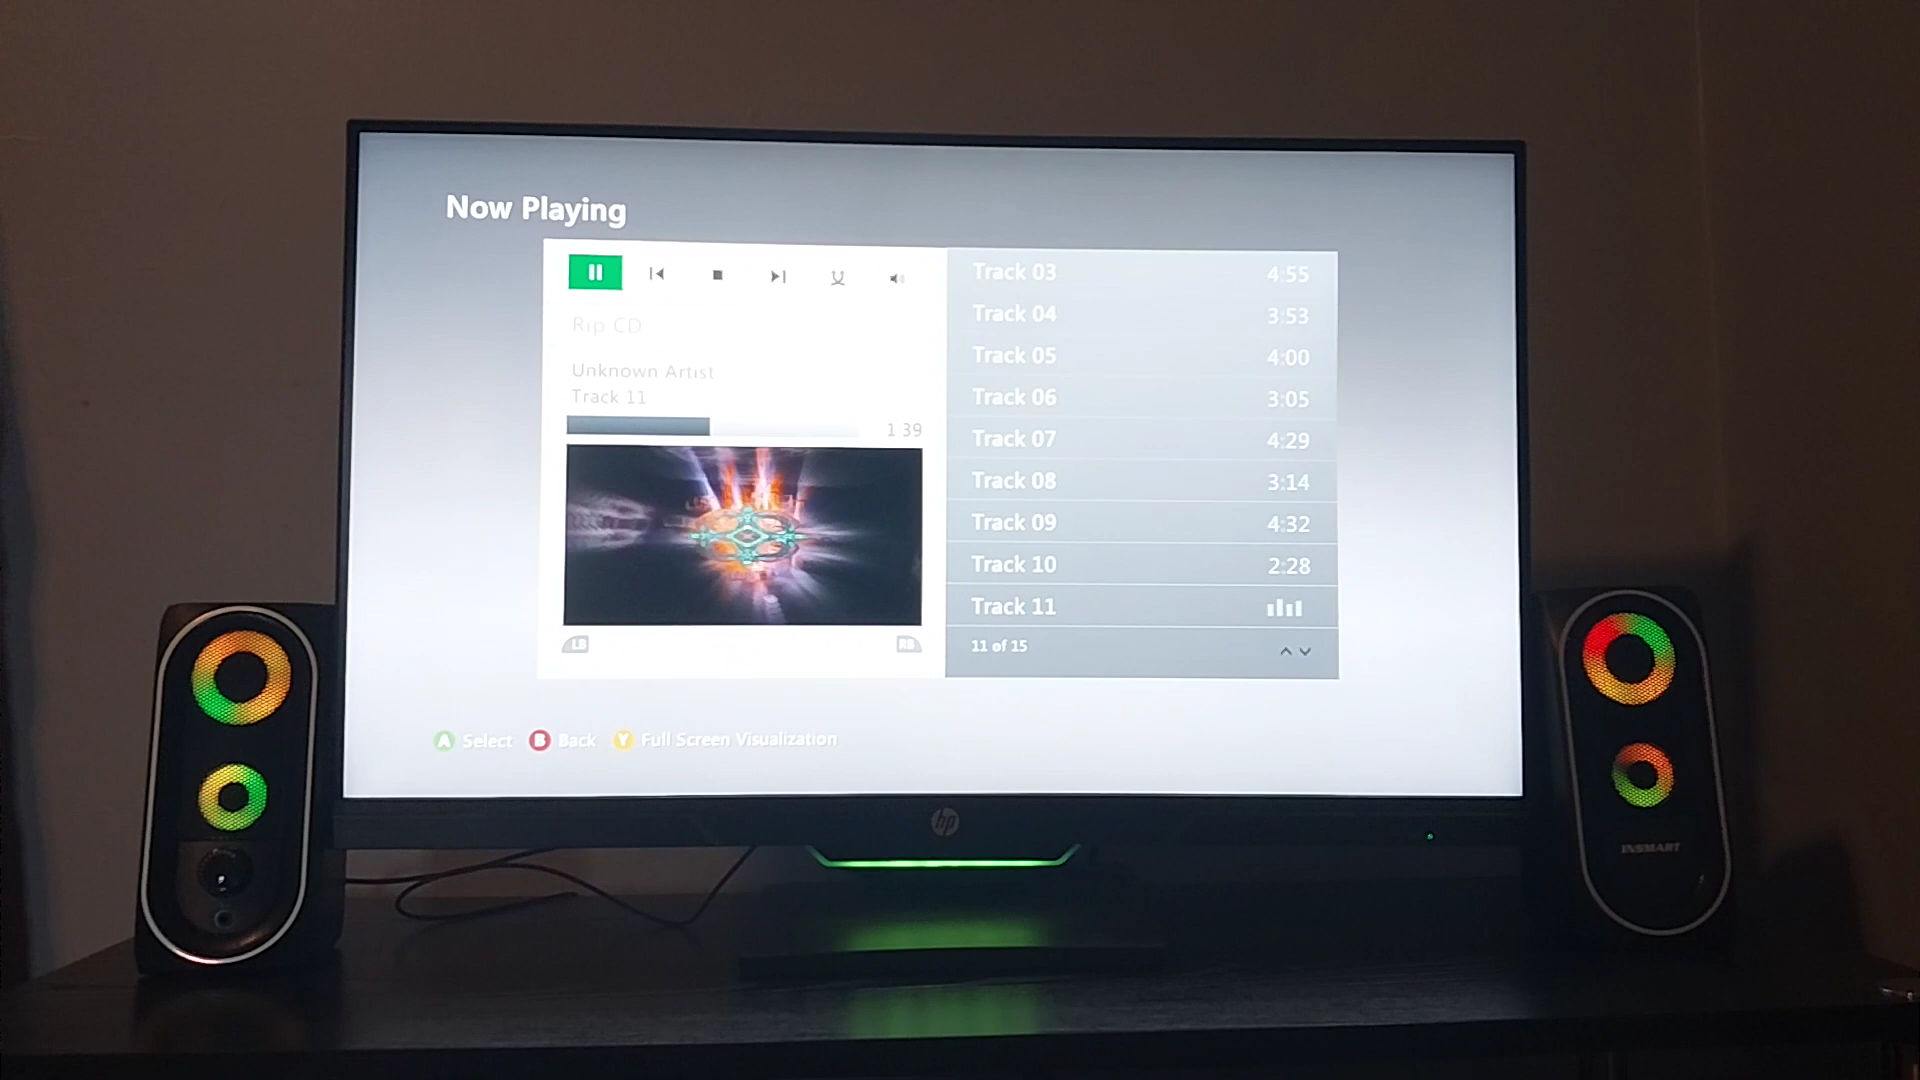 Now Playing
Rip CD
Unknown Artist
Track 11
1:39
LB
RB
Track 03 4:55
Track 04 3:53
Track 05 4:00
Track 06 3:05
Track 07 4:29
Track 08 3:14
Track 09 4:32
Track 10 2:28
Track 11
11 of 15
A Select B Back Y Full Screen Visualization
hp
INSMART